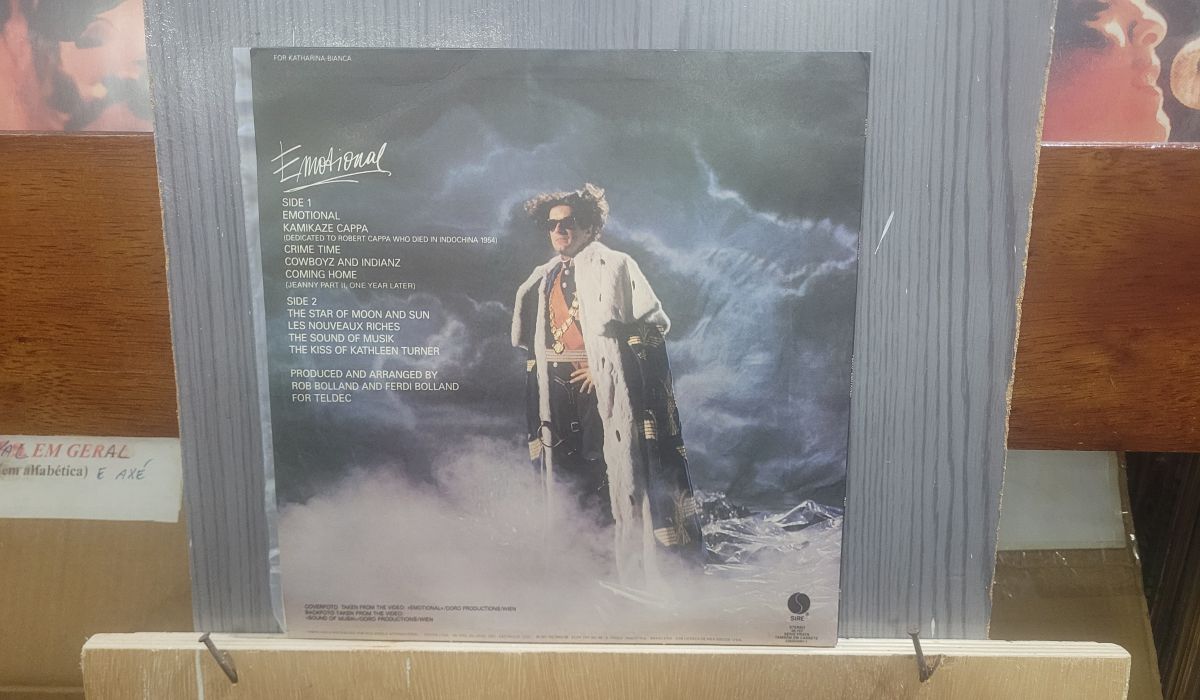 FOR KATHARINA-BIANCA
Emotional
SIDE 1
EMOTIONAL
KAMIKAZE CAPPA
(DEDICATED TO ROBERT CAPPA WHO DIED IN INDOCHINA 1954)
CRIME TIME
COWBOYZ AND INDIANZ
COMING HOME
(JEANNY PART II, ONE YEAR LATER)
SIDE 2
THE STAR OF MOON AND SUN
LES NOUVEAUX RICHES
THE SOUND OF MUSIK
THE KISS OF KATHLEEN TURNER
PRODUCED AND ARRANGED BY
ROB BOLLAND AND FERDI BOLLAND
FOR TELDEC
COVERFOTO TAKEN FROM THE VIDEO: »EMOTIONAL«/DORO PRODUCTIONS/WIEN
BACKFOTO TAKEN FROM THE VIDEO:
»SOUND OF MUSIK«/DORO PRODUCTIONS/WIEN
SIRE
STEREO
TAMBÉM EM CASSETE
EM GERAL
em alfabética) E AXÉ